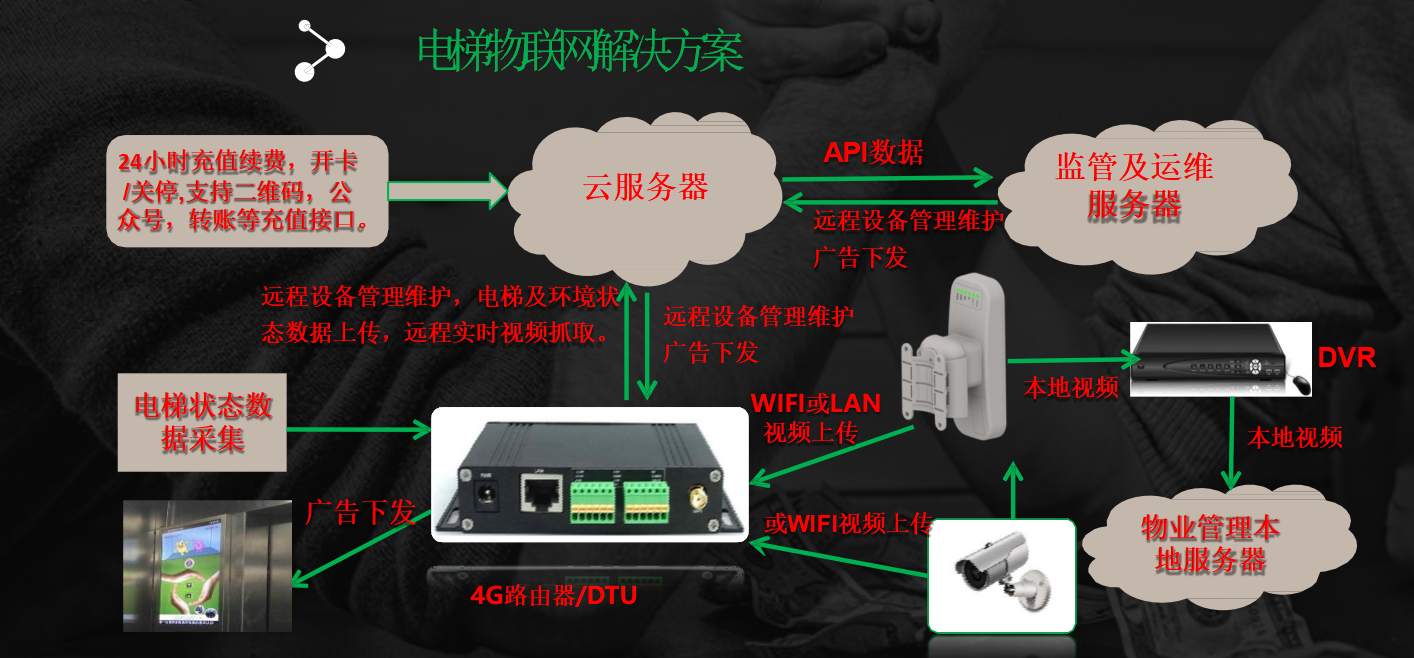 电梯物联网解决方案
24小时充值续费，开卡
/关停,支持二维码，公
众号，转账等充值接口。
云服务器
API数据
远程设备管理维护
广告下发
监管及运维
服务器
远程设备管理维护，电梯及环境状
态数据上传，远程实时视频抓取。
远程设备管理维护
广告下发
DVR
本地视频
本地视频
电梯状态数
据采集
WIFI或LAN
视频上传
广告下发
或WIFI视频上传
物业管理本
地服务器
4G路由器/DTU